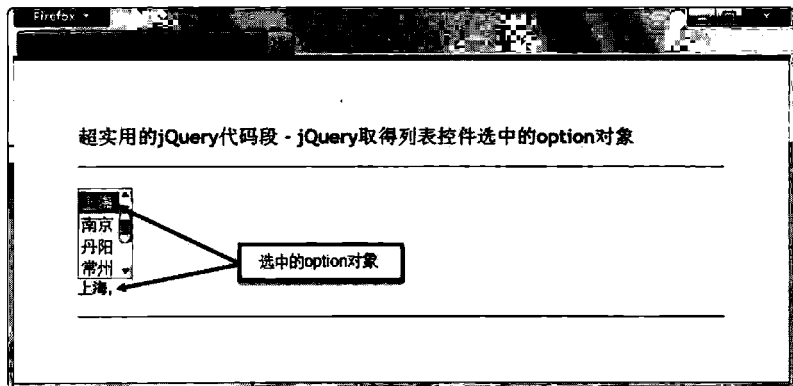 Firefox
超实用的jQuery代码段 - jQuery取得列表控件选中的option对象
南京
丹阳
常州
选中的option对象
上海,